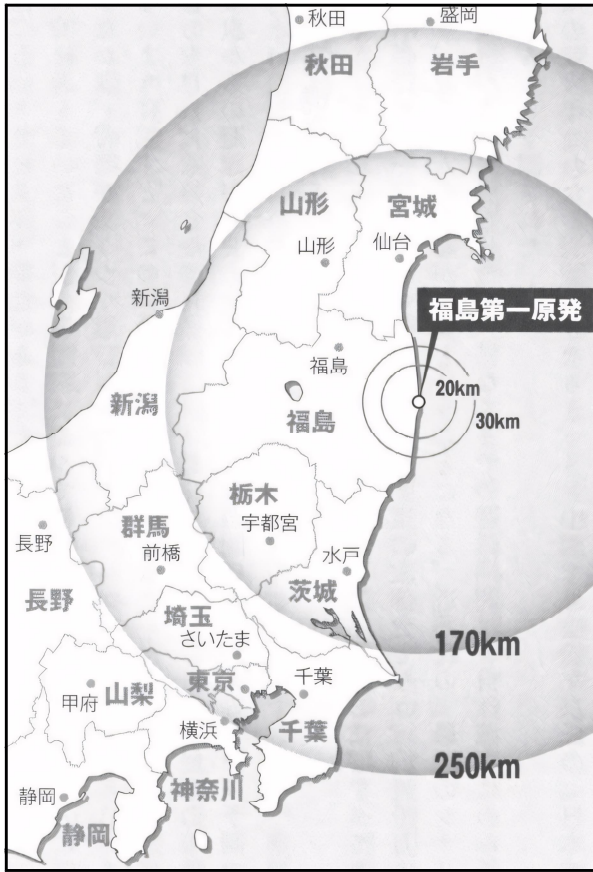 秋田
盛岡
秋田
岩手
山形
宮城
山形
仙台
新潟
福島第一原発
福島
20km
新潟
福島
30km
栃木
群馬
宇都宮
長野
前橋
水戸
長野
茨城
埼玉
さいたま
170km
東京
千葉
山梨
甲府
横浜
千葉
250km
神奈川
静岡
静岡